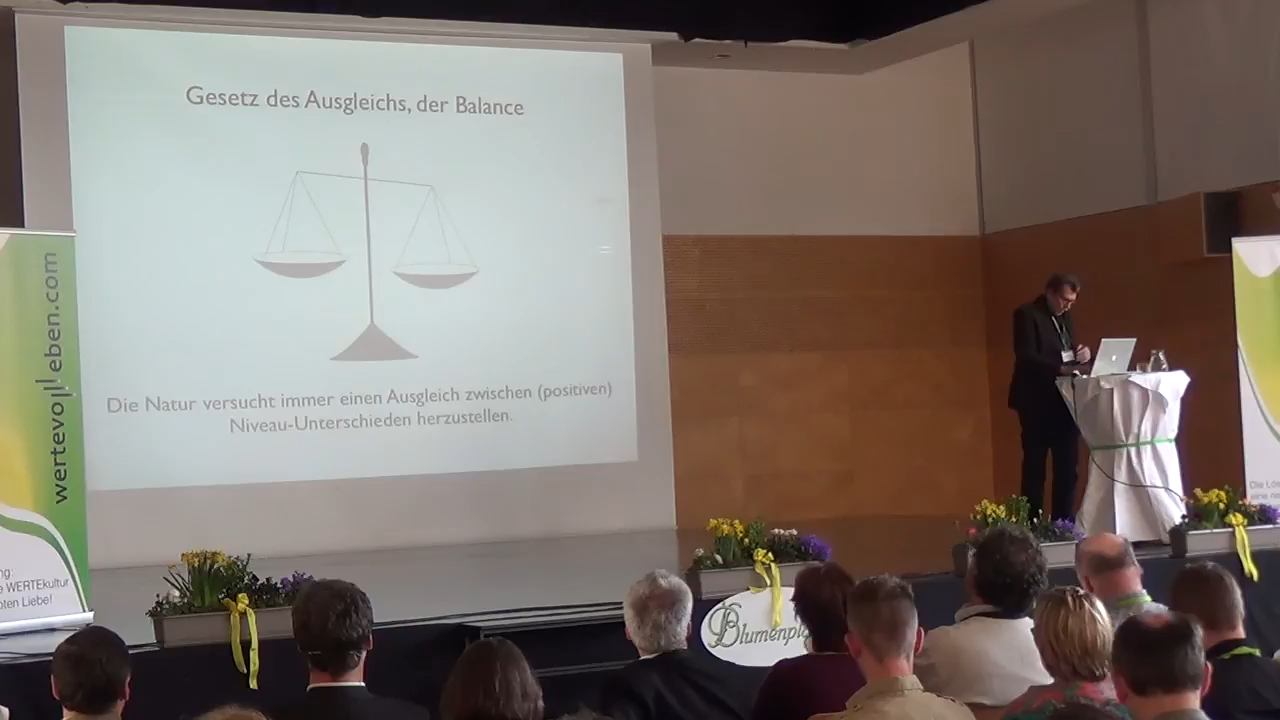 Gesetz des Ausgleichs, der Balance
Die Natur versucht immer einen Ausgleich zwischen (positiven)
Niveau-Unterschieden herzustellen.
wertevollleben.com
WERTEkultur
Liebe!
Die